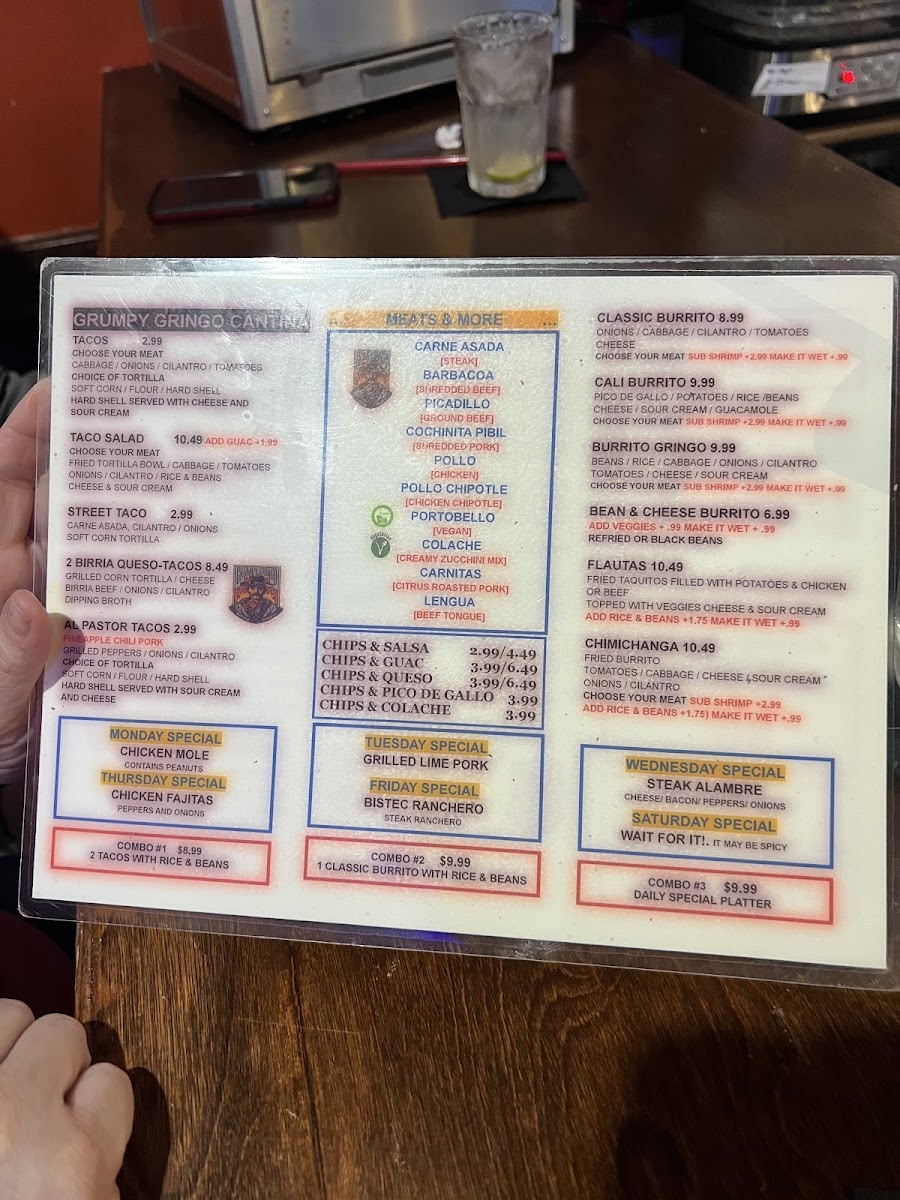 GRUMPY GRINGO CANTINA
TACOS 2.99
CHOOSE YOUR MEAT
CABBAGE / ONIONS / CILANTRO / TOMATOES
CHOICE OF TORTILLA
SOFT CORN / FLOUR / HARD SHELL
HARD SHELL SERVED WITH CHEESE AND
SOUR CREAM
TACO SALAD 10.49 ADD GUAC +1.99
CHOOSE YOUR MEAT
FRIED TORTILLA BOWL / CABBAGE / TOMATOES
ONIONS / CILANTRO / RICE & BEANS
CHEESE & SOUR CREAM
STREET TACO 2.99
CARNE ASADA, CILANTRO / ONIONS
SOFT CORN TORTILLA
2 BIRRIA QUESO-TACOS 8.49
GRILLED CORN TORTILLA / CHEESE
BIRRIA BEEF / ONIONS / CILANTRO
DIPPING BROTH
AL PASTOR TACOS 2.99
PINEAPPLE CHILI PORK
GRILLED PEPPERS / ONIONS / CILANTRO
CHOICE OF TORTILLA
SOFT CORN / FLOUR / HARD SHELL
HARD SHELL SERVED WITH SOUR CREAM
AND CHEESE
.. MEATS & MORE ...
CARNE ASADA
[STEAK]
BARBACOA
[SHREDDED BEEF]
PICADILLO
[GROUND BEEF]
COCHINITA PIBIL
[SHREDDED PORK]
POLLO
[CHICKEN]
POLLO CHIPOTLE
[CHICKEN CHIPOTLE]
PORTOBELLO
[VEGAN]
COLACHE
[CREAMY ZUCCHINI MIX]
CARNITAS
[CITRUS ROASTED PORK]
LENGUA
[BEEF TONGUE]
CHIPS & SALSA 2.99/4.49
CHIPS & GUAC 3.99/6.49
CHIPS & QUESO 3.99/6.49
CHIPS & PICO DE GALLO 3.99
CHIPS & COLACHE 3.99
CLASSIC BURRITO 8.99
ONIONS / CABBAGE / CILANTRO / TOMATOES
CHEESE
CHOOSE YOUR MEAT SUB SHRIMP +2.99 MAKE IT WET +.99
CALI BURRITO 9.99
PICO DE GALLO / POTATOES / RICE /BEANS
CHEESE / SOUR CREAM / GUACAMOLE
CHOOSE YOUR MEAT SUB SHRIMP +2.99 MAKE IT WET +.99
BURRITO GRINGO 9.99
BEANS / RICE / CABBAGE / ONIONS / CILANTRO
TOMATOES / CHEESE / SOUR CREAM
CHOOSE YOUR MEAT SUB SHRIMP +2.99 MAKE IT WET +.99
BEAN & CHEESE BURRITO 6.99
ADD VEGGIES + .99 MAKE IT WET + .99
REFRIED OR BLACK BEANS
FLAUTAS 10.49
FRIED TAQUITOS FILLED WITH POTATOES & CHICKEN
OR BEEF
TOPPED WITH VEGGIES CHEESE & SOUR CREAM
ADD RICE & BEANS +1.75 MAKE IT WET +.99
CHIMICHANGA 10.49
FRIED BURRITO
TOMATOES / CABBAGE / CHEESE / SOUR CREAM
ONIONS / CILANTRO
CHOOSE YOUR MEAT SUB SHRIMP +2.99
ADD RICE & BEANS +1.75) MAKE IT WET +.99
MONDAY SPECIAL
CHICKEN MOLE
CONTAINS PEANUTS
THURSDAY SPECIAL
CHICKEN FAJITAS
PEPPERS AND ONIONS
TUESDAY SPECIAL
GRILLED LIME PORK
FRIDAY SPECIAL
BISTEC RANCHERO
STEAK RANCHERO
WEDNESDAY SPECIAL
STEAK ALAMBRE
CHEESE/ BACON/ PEPPERS/ ONIONS
SATURDAY SPECIAL
WAIT FOR IT!. IT MAY BE SPICY
COMBO #1 $8.99
2 TACOS WITH RICE & BEANS
COMBO #2 $9.99
1 CLASSIC BURRITO WITH RICE & BEANS
COMBO #3 $9.99
DAILY SPECIAL PLATTER